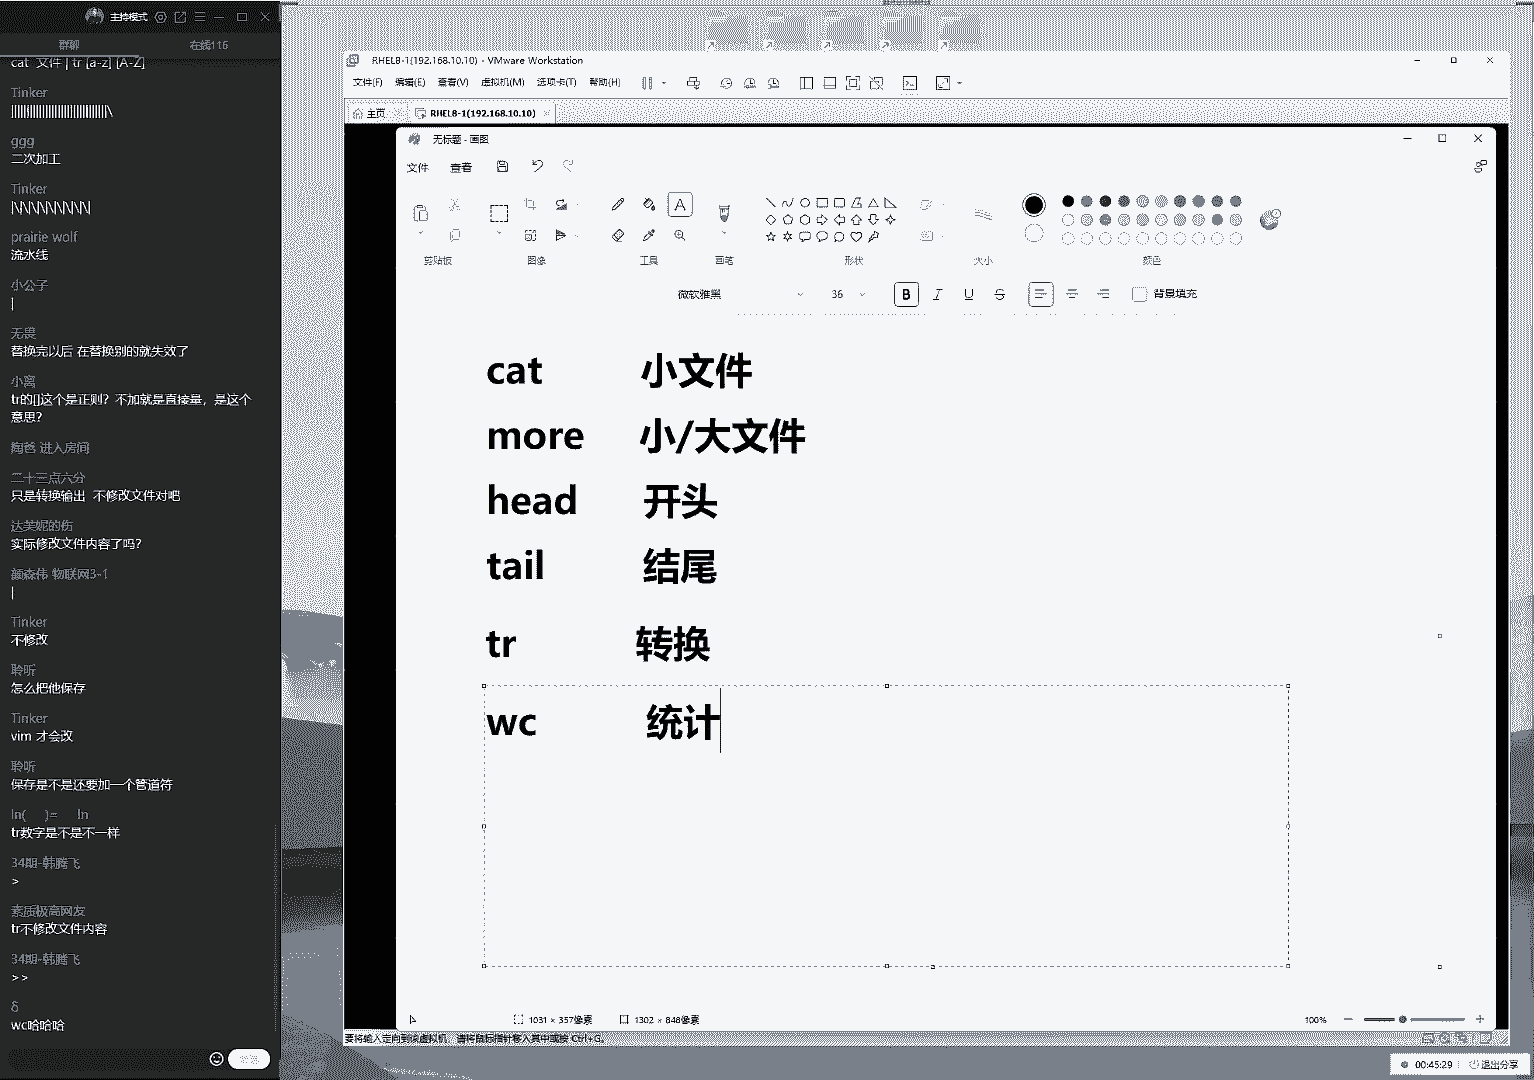 主持模式
群聊
在线116
cat 文件 | tr [a-z] [A-Z]
Tinker
ggg
二次加工
Tinker
|\|\|\|\|\|\|\|\|\|
prairie wolf
流水线
小公子
|
无畏
替换完以后 在替换别的就失效了
小离
tr的[]这个是正则？不加就是直接量，是这个
意思？
陶爸 进入房间
二十三点六分
只是转换输出 不修改文件对吧
达芙妮的伤
实际修改文件内容了吗？
颜森伟 物联网3-1
|
Tinker
不修改
聆听
怎么把他保存
Tinker
vim 才会改
聆听
保存是不是还要加一个管道符
ln( )= ln
tr数字是不是不一样
34期-韩腾飞
>
素质极高网友
tr不修改文件内容
34期-韩腾飞
>>
δ
wc哈哈哈
RHEL8-1(192.168.10.10) - VMware Workstation
文件(F) 编辑(E) 查看(V) 虚拟机(M) 选项卡(T) 帮助(H)
主页
RHEL8-1(192.168.10.10)
无标题 - 画图
文件 查看
A
剪贴板 图像 工具 画笔 形状 大小 颜色
微软雅黑 36 B I U S 背景填充
cat 小文件
more 小/大文件
head 开头
tail 结尾
tr 转换
wc 统计
1031 × 357像素
1302 × 848像素
100%
要将输入定向到该虚拟机，请将鼠标指针移入其中或按 Ctrl+G。
00:45:29
退出分享